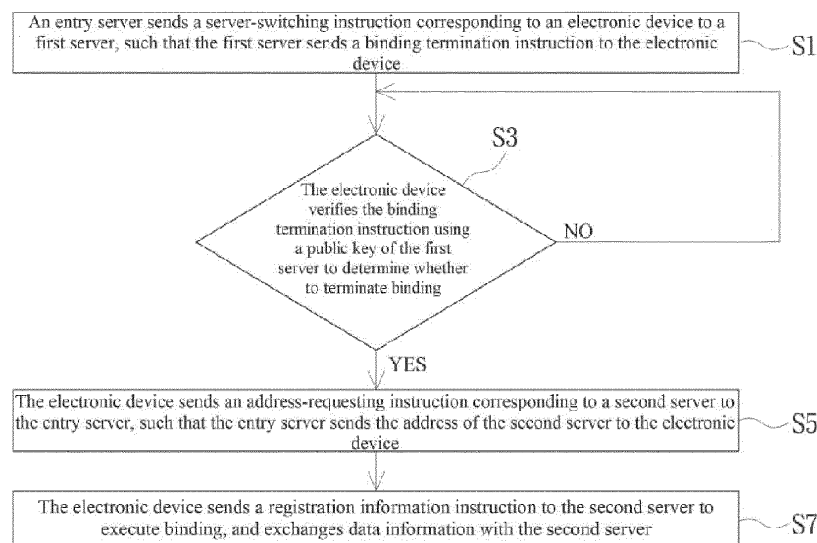 An entry server sends a server-switching instruction corresponding to an electronic device to a
first server, such that the first server sends a binding termination instruction to the electronic
device
S1
S3
The electronic device
verifies the binding
termination instruction using
a public key of the first
server to determine whether
to terminate binding
NO
YES
The electronic device sends an address-requesting instruction corresponding to a second server to
the entry server, such that the entry server sends the address of the second server to the electronic
device
S5
The electronic device sends a registration information instruction to the second server to
execute binding, and exchanges data information with the second server
S7